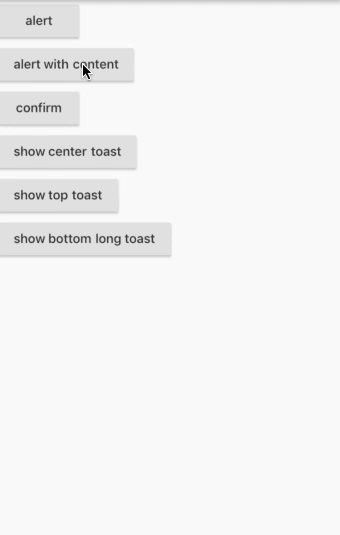 alert
alert with content
confirm
show center toast
show top toast
show bottom long toast